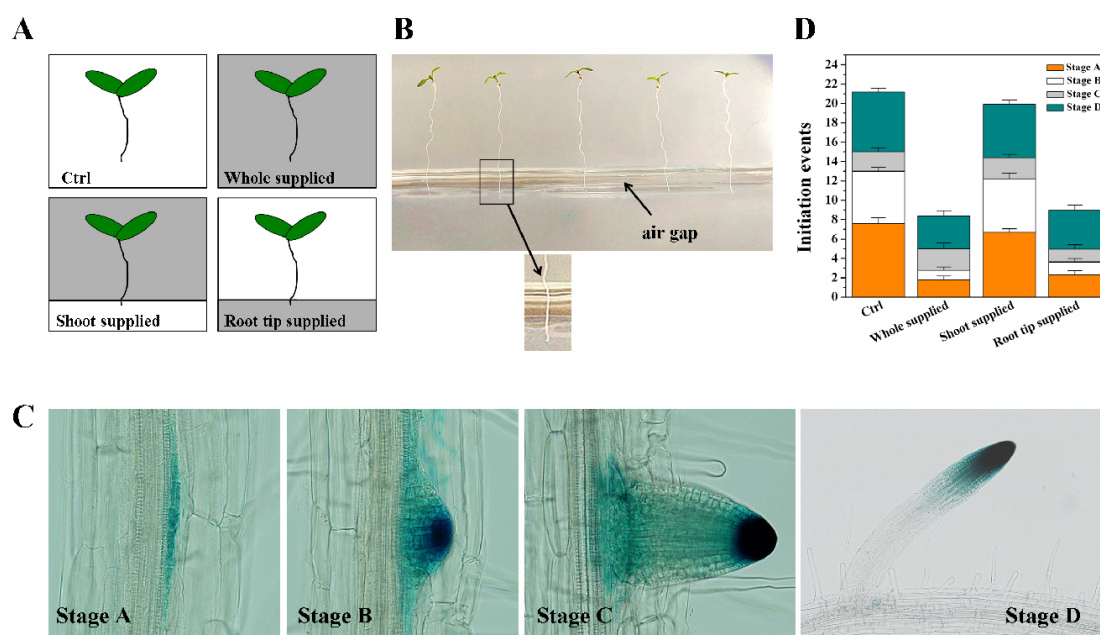 A
Ctrl
Whole supplied
Shoot supplied
Root tip supplied
B
air gap
D
Initiation events
24
22
20
18
16
14
12
10
8
6
4
2
0
Stage A
Stage B
Stage C
Stage D
Ctrl
Whole supplied
Shoot supplied
Root tip supplied
C
Stage A
Stage B
Stage C
Stage D